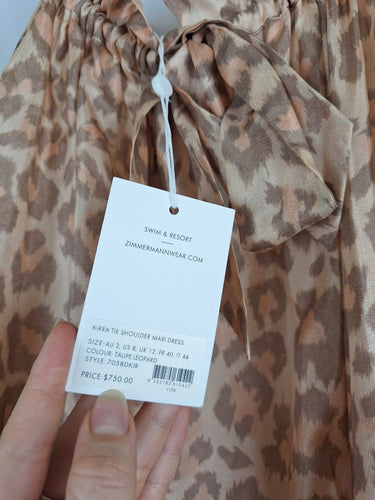 SWIM & RESORT
ZIMMERMANNWEAR.COM
KIRRA TIE SHOULDER MAXI DRESS
SIZE: AU 2, US 8, UK 12, FR 40, IT 44
COLOUR: TAUPE LEOPARD
STYLE: 7058DKIR
PRICE: $750.00